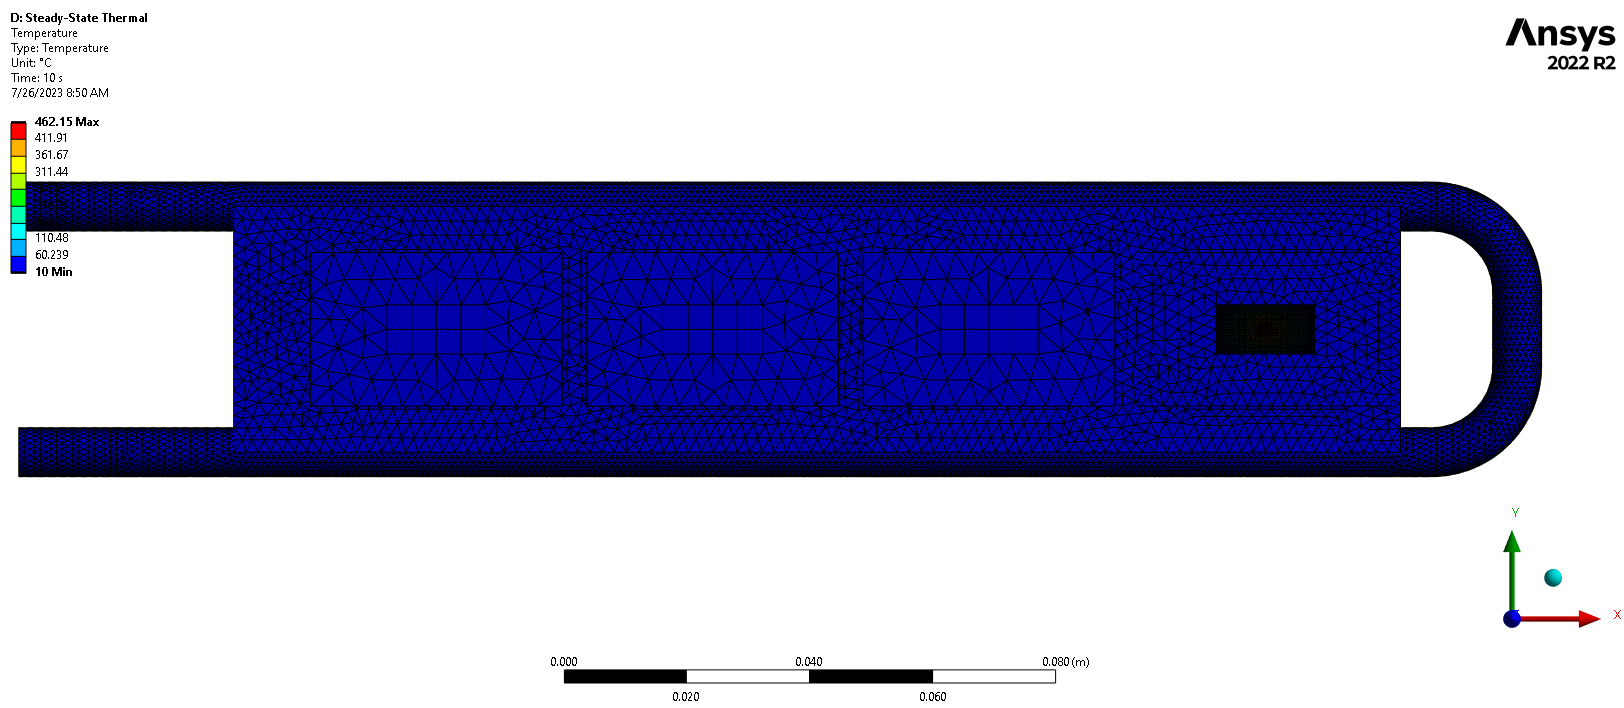 D: Steady-State Thermal
Temperature
Type: Temperature
Unit: °C
Time: 10 s
7/26/2023 8:50 AM
Ansys
2022 R2
462.15 Max
411.91
361.67
311.44
110.48
60.239
10 Min
Y
X
0.000
0.040
0.080 (m)
0.020
0.060